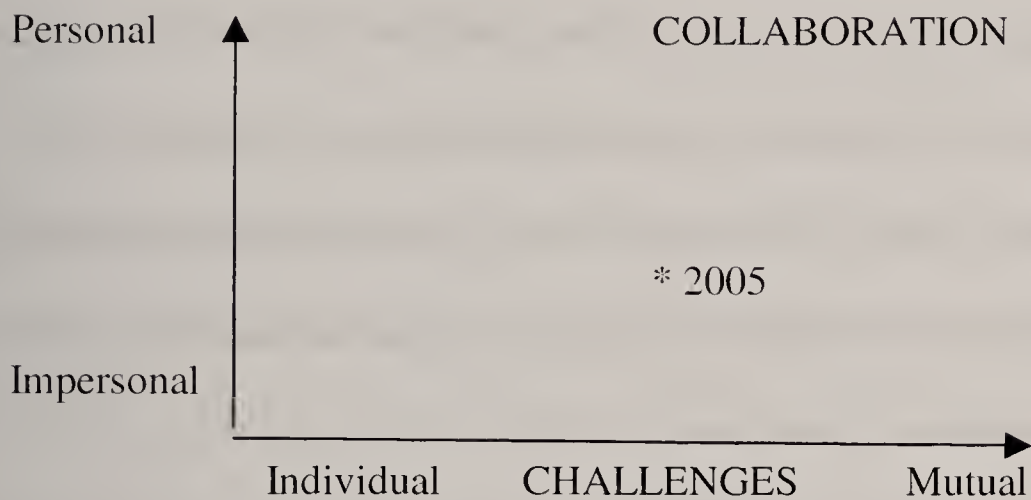 Personal COLLABORATION
* 2005
Impersonal
Individual CHALLENGES Mutual